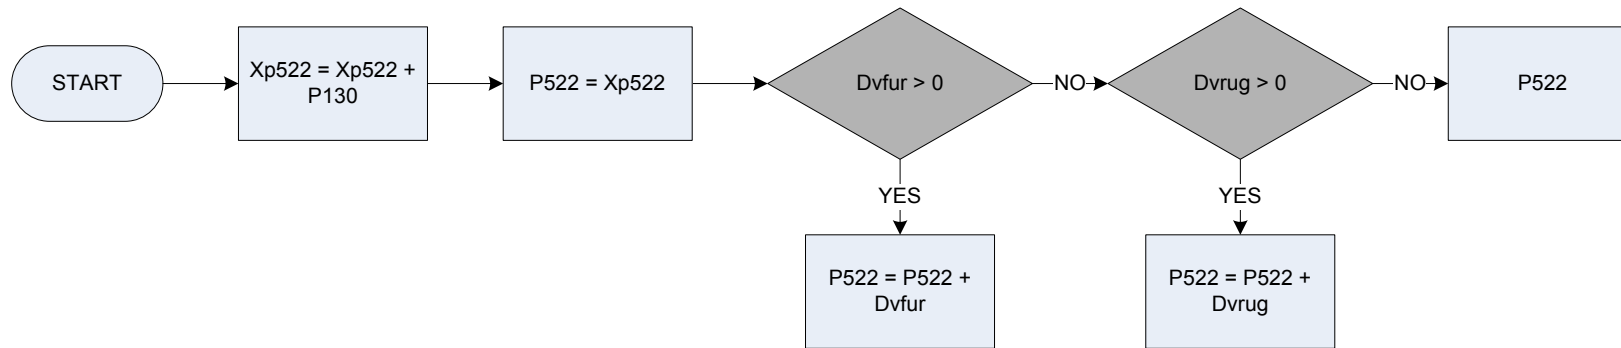 START
Xp522 = Xp522 +
P130
P522 = Xp522
Dvfur > 0
NO
Dvrug > 0
NO
P522
YES
YES
P522 = P522 +
Dvfur
P522 = P522 +
Dvrug